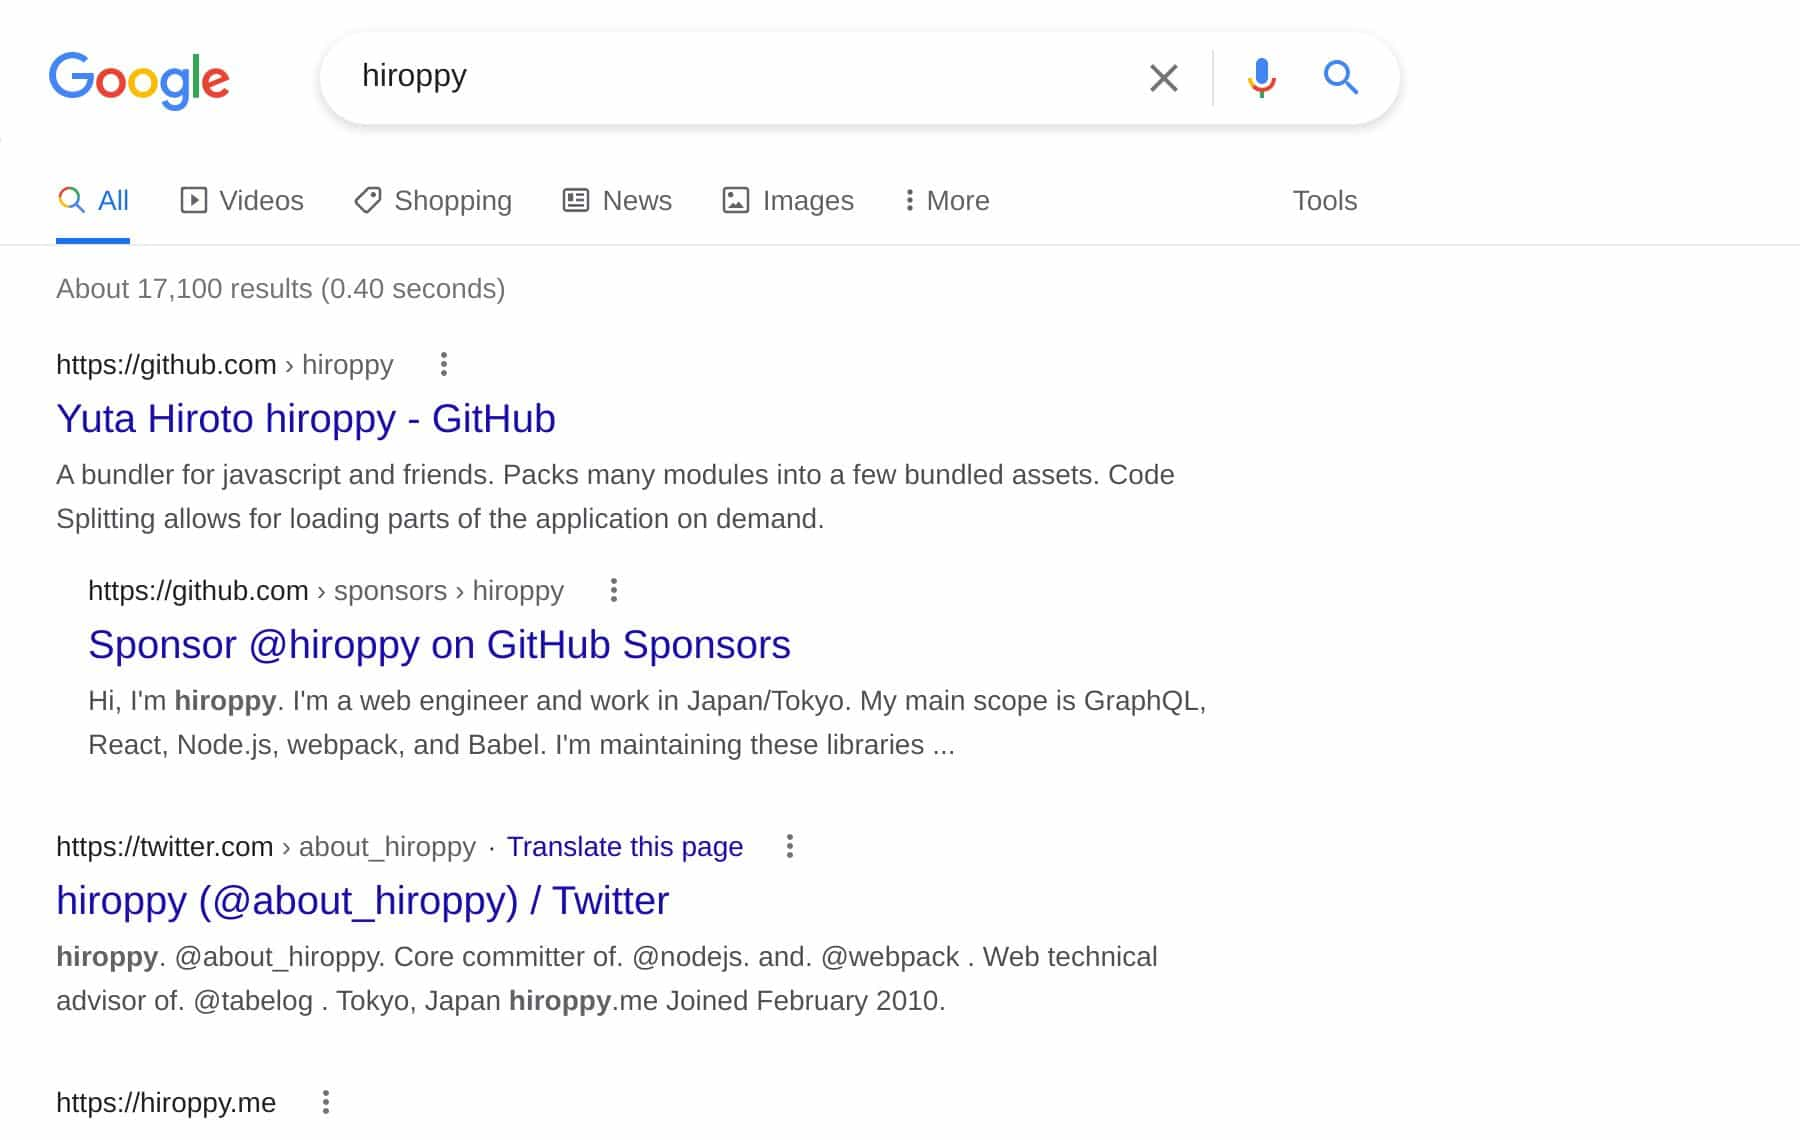 Google
hiroppy
All Videos Shopping News Images More Tools
About 17,100 results (0.40 seconds)
https://github.com › hiroppy
Yuta Hiroto hiroppy - GitHub
A bundler for javascript and friends. Packs many modules into a few bundled assets. Code
Splitting allows for loading parts of the application on demand.
https://github.com › sponsors › hiroppy
Sponsor @hiroppy on GitHub Sponsors
Hi, I'm hiroppy. I'm a web engineer and work in Japan/Tokyo. My main scope is GraphQL,
React, Node.js, webpack, and Babel. I'm maintaining these libraries ...
https://twitter.com › about_hiroppy · Translate this page
hiroppy (@about_hiroppy) / Twitter
hiroppy. @about_hiroppy. Core committer of. @nodejs. and. @webpack . Web technical
advisor of. @tabelog . Tokyo, Japan hiroppy.me Joined February 2010.
https://hiroppy.me